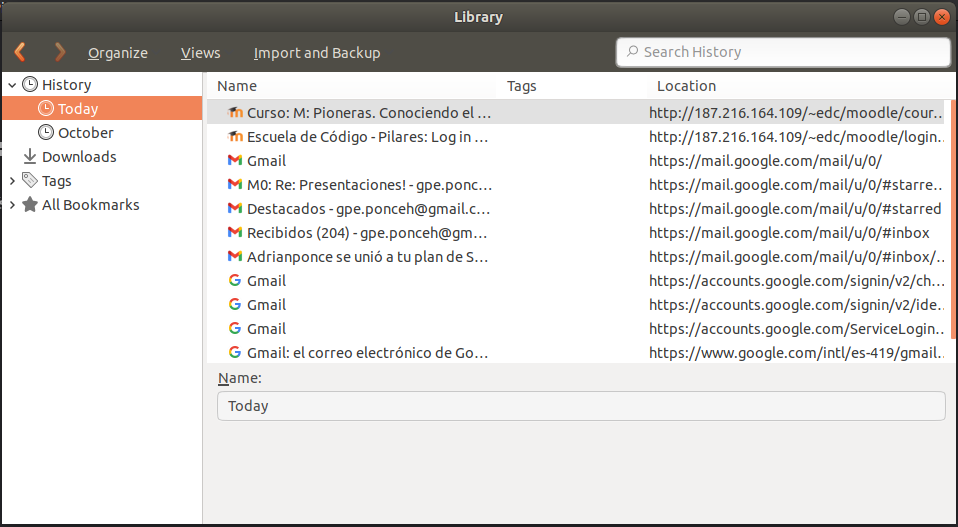 Library
Organize Views Import and Backup Search History
History
Today
October
Downloads
Tags
All Bookmarks
Name Tags Location
Curso: M: Pioneras. Conociendo el … http://187.216.164.109/~edc/moodle/cour…
Escuela de Código - Pilares: Log in … http://187.216.164.109/~edc/moodle/login…
Gmail https://mail.google.com/mail/u/0/
M0: Re: Presentaciones! - gpe.ponc… https://mail.google.com/mail/u/0/#starre…
Destacados - gpe.ponceh@gmail.c… https://mail.google.com/mail/u/0/#starred
Recibidos (204) - gpe.ponceh@gm… https://mail.google.com/mail/u/0/#inbox
Adrianponce se unió a tu plan de S… https://mail.google.com/mail/u/0/#inbox/…
Gmail https://accounts.google.com/signin/v2/ch…
Gmail https://accounts.google.com/signin/v2/ide…
Gmail https://accounts.google.com/ServiceLogin…
Gmail: el correo electrónico de Go… https://www.google.com/intl/es-419/gmail…
Name:
Today